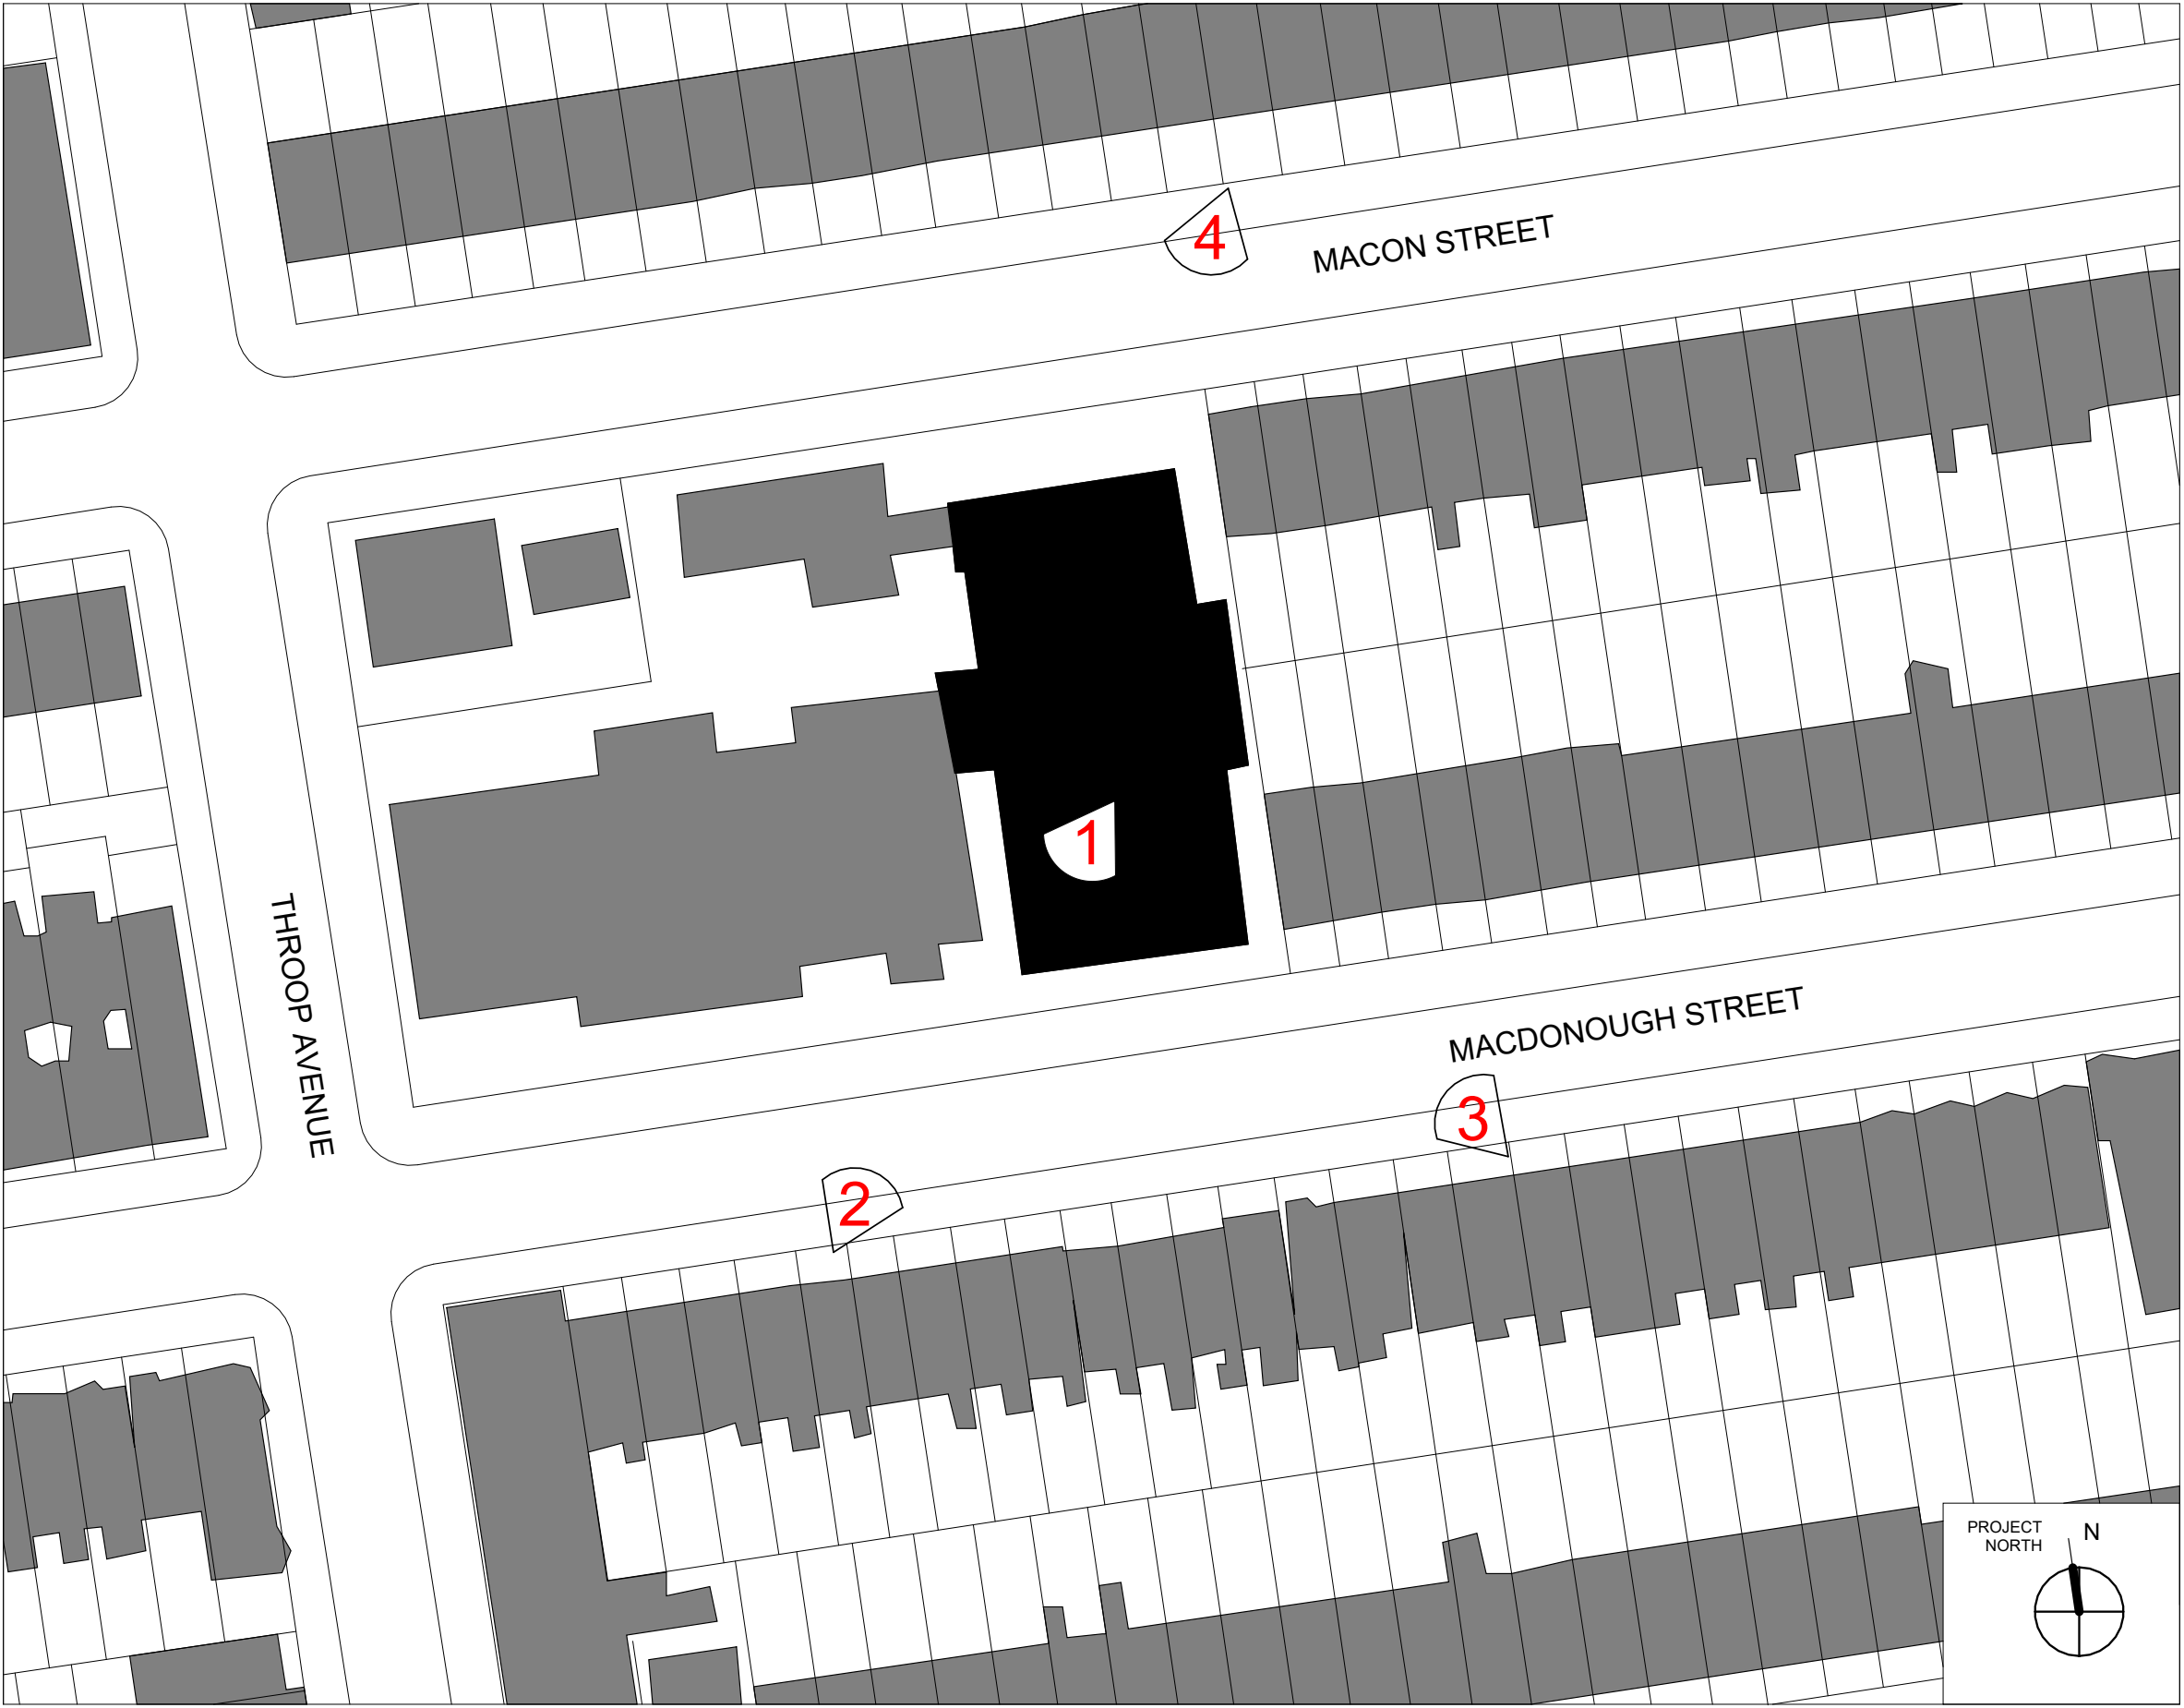 4
MACON STREET
1
THROOP AVENUE
MACDONOUGH STREET
3
2
PROJECT
NORTH
N